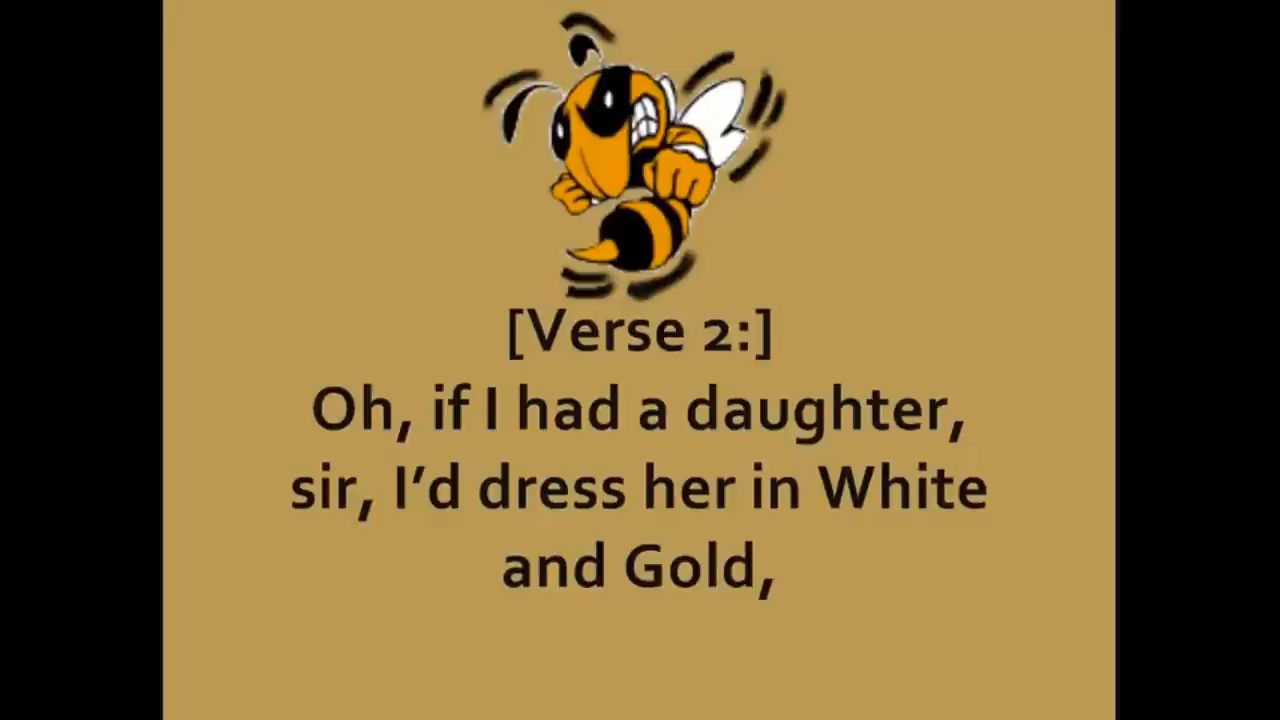 [Verse 2:]
Oh, if I had a daughter,
sir, I’d dress her in White
and Gold,